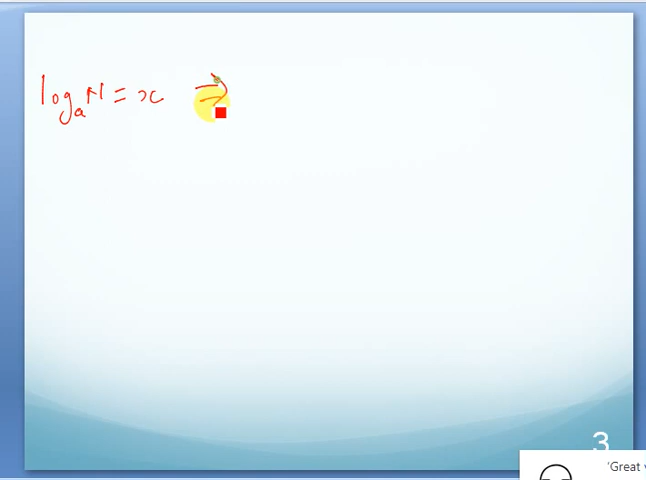 logₐN = x ⇒
3
'Great